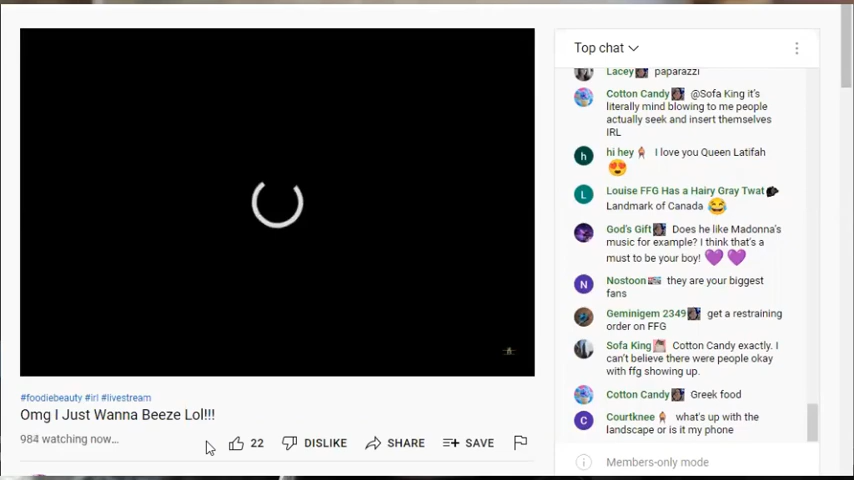 Top chat
Lacey paparazzi
Cotton Candy @Sofa King it's
literally mind blowing to me people
actually seek and insert themselves
IRL
hi hey I love you Queen Latifah
Louise FFG Has a Hairy Gray Twat
Landmark of Canada
God's Gift Does he like Madonna's
music for example? I think that's a
must to be your boy!
Nostoon they are your biggest
fans
Geminigem 2349 get a restraining
order on FFG
Sofa King Cotton Candy exactly. I
can't believe there were people okay
with ffg showing up.
Cotton Candy Greek food
Courtknee what's up with the
landscape or is it my phone
Members-only mode
#foodiebeauty #irl #livestream
Omg I Just Wanna Beeze Lol!!!
984 watching now...
22 DISLIKE SHARE SAVE